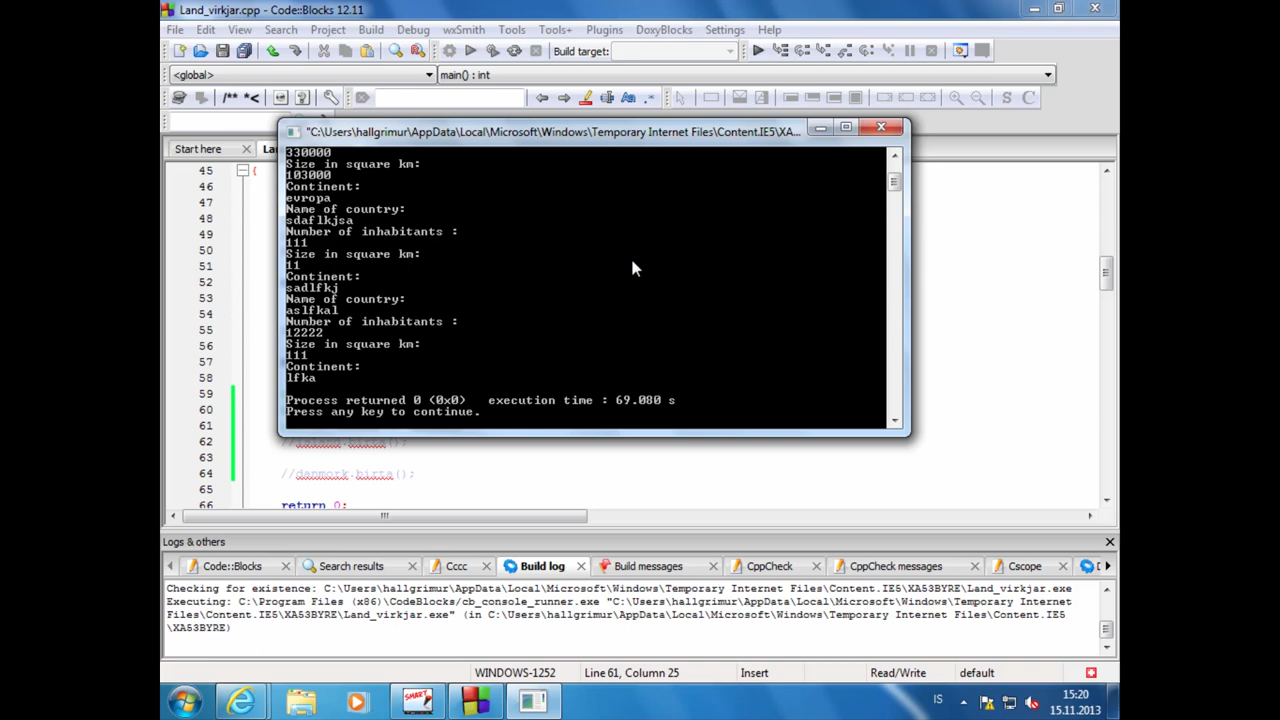 Land_virkjar.cpp - Code::Blocks 12.11
File Edit View Search Project Build Debug wxSmith Tools Tools+ Plugins DoxyBlocks Settings Help
Build target:
<global> main() : int
/** *< Aa .* S C
"C:\Users\hallgrimur\AppData\Local\Microsoft\Windows\Temporary Internet Files\Content.IE5\XA...
Start here La
330000
Size in square km:
103000
Continent:
evropa
Name of country:
sdaflkjsa
Number of inhabitants :
111
Size in square km:
11
Continent:
sadlfkj
Name of country:
aslfkal
Number of inhabitants :
12222
Size in square km:
111
Continent:
lfka
Process returned 0 (0x0) execution time : 69.080 s
Press any key to continue.
45 {
46
47
48
49
50
51
52
53
54
55
56
57
58
59
60
61
62
63
64 //danmork.birta();
65
66 return 0;
Logs & others
Code::Blocks Search results Cccc Build log Build messages CppCheck CppCheck messages Cscope D
Checking for existence: C:\Users\hallgrimur\AppData\Local\Microsoft\Windows\Temporary Internet Files\Content.IE5\XA53BYRE\Land_virkjar.exe
Executing: C:\Program Files (x86)\CodeBlocks/cb_console_runner.exe "C:\Users\hallgrimur\AppData\Local\Microsoft\Windows\Temporary Internet
Files\Content.IE5\XA53BYRE\Land_virkjar.exe" (in C:\Users\hallgrimur\AppData\Local\Microsoft\Windows\Temporary Internet Files\Content.IE5
\XA53BYRE)
WINDOWS-1252 Line 61, Column 25 Insert Read/Write default
SMART
IS 15:20
15.11.2013